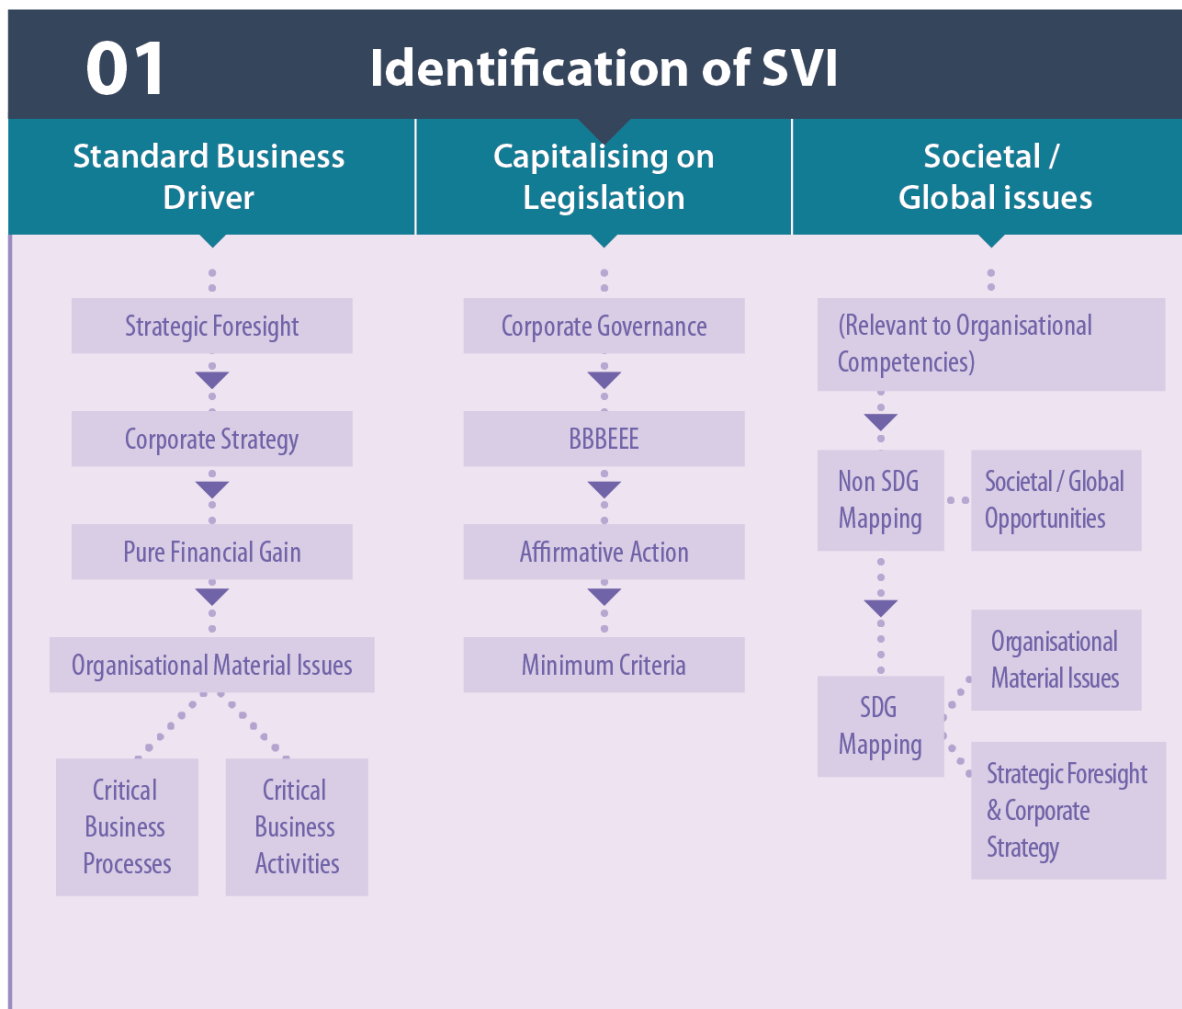 01 Identification of SVI
Standard Business
Driver
Capitalising on
Legislation
Societal /
Global issues
Strategic Foresight
Corporate Strategy
Pure Financial Gain
Organisational Material Issues
Critical
Business
Processes
Critical
Business
Activities
Corporate Governance
BBBEEE
Affirmative Action
Minimum Criteria
(Relevant to Organisational
Competencies)
Non SDG
Mapping
Societal / Global
Opportunities
SDG
Mapping
Organisational
Material Issues
Strategic Foresight
& Corporate
Strategy